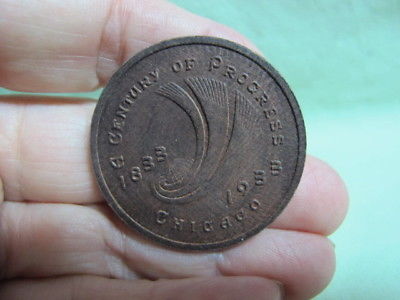 A CENTURY OF PROGRESS
1833
1933
CHICAGO